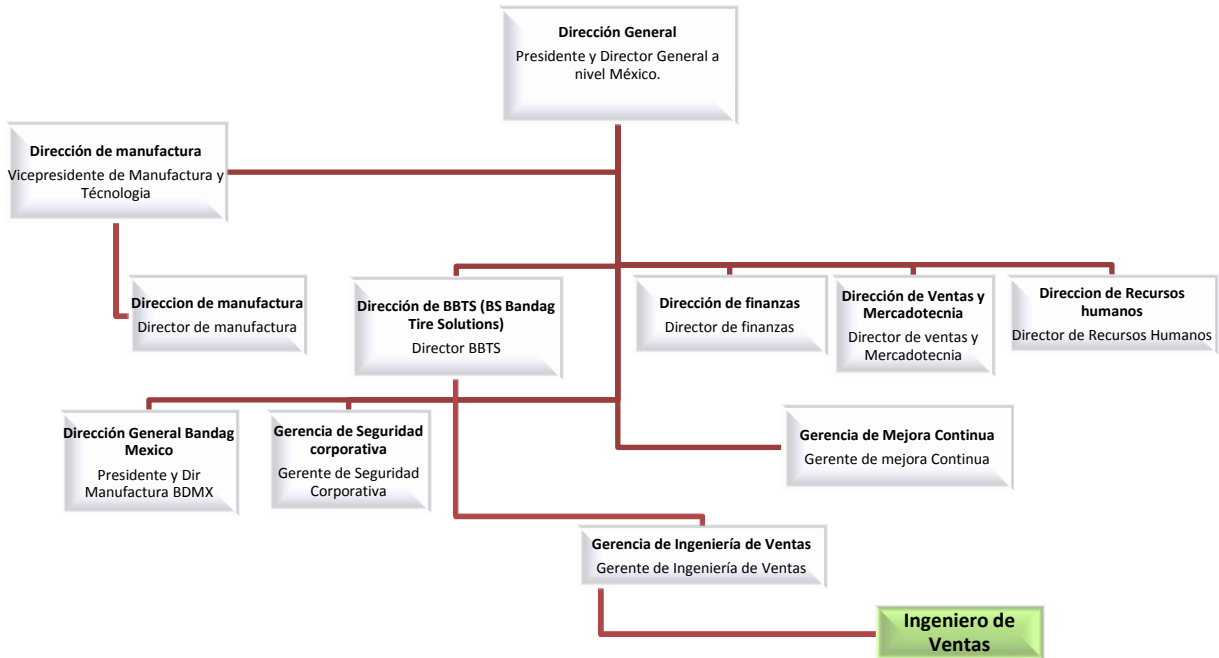 Dirección General
Presidente y Director General a
nivel México.
Dirección de manufactura
Vicepresidente de Manufactura y
Técnologia
Direccion de manufactura
Director de manufactura
Dirección de BBTS (BS Bandag
Tire Solutions)
Director BBTS
Dirección de finanzas
Director de finanzas
Dirección de Ventas y
Mercadotecnia
Director de ventas y
Mercadotecnia
Direccion de Recursos
humanos
Director de Recursos Humanos
Dirección General Bandag
Mexico
Presidente y Dir
Manufactura BDMX
Gerencia de Seguridad
corporativa
Gerente de Seguridad
Corporativa
Gerencia de Mejora Continua
Gerente de mejora Continua
Gerencia de Ingeniería de Ventas
Gerente de Ingeniería de Ventas
Ingeniero de
Ventas